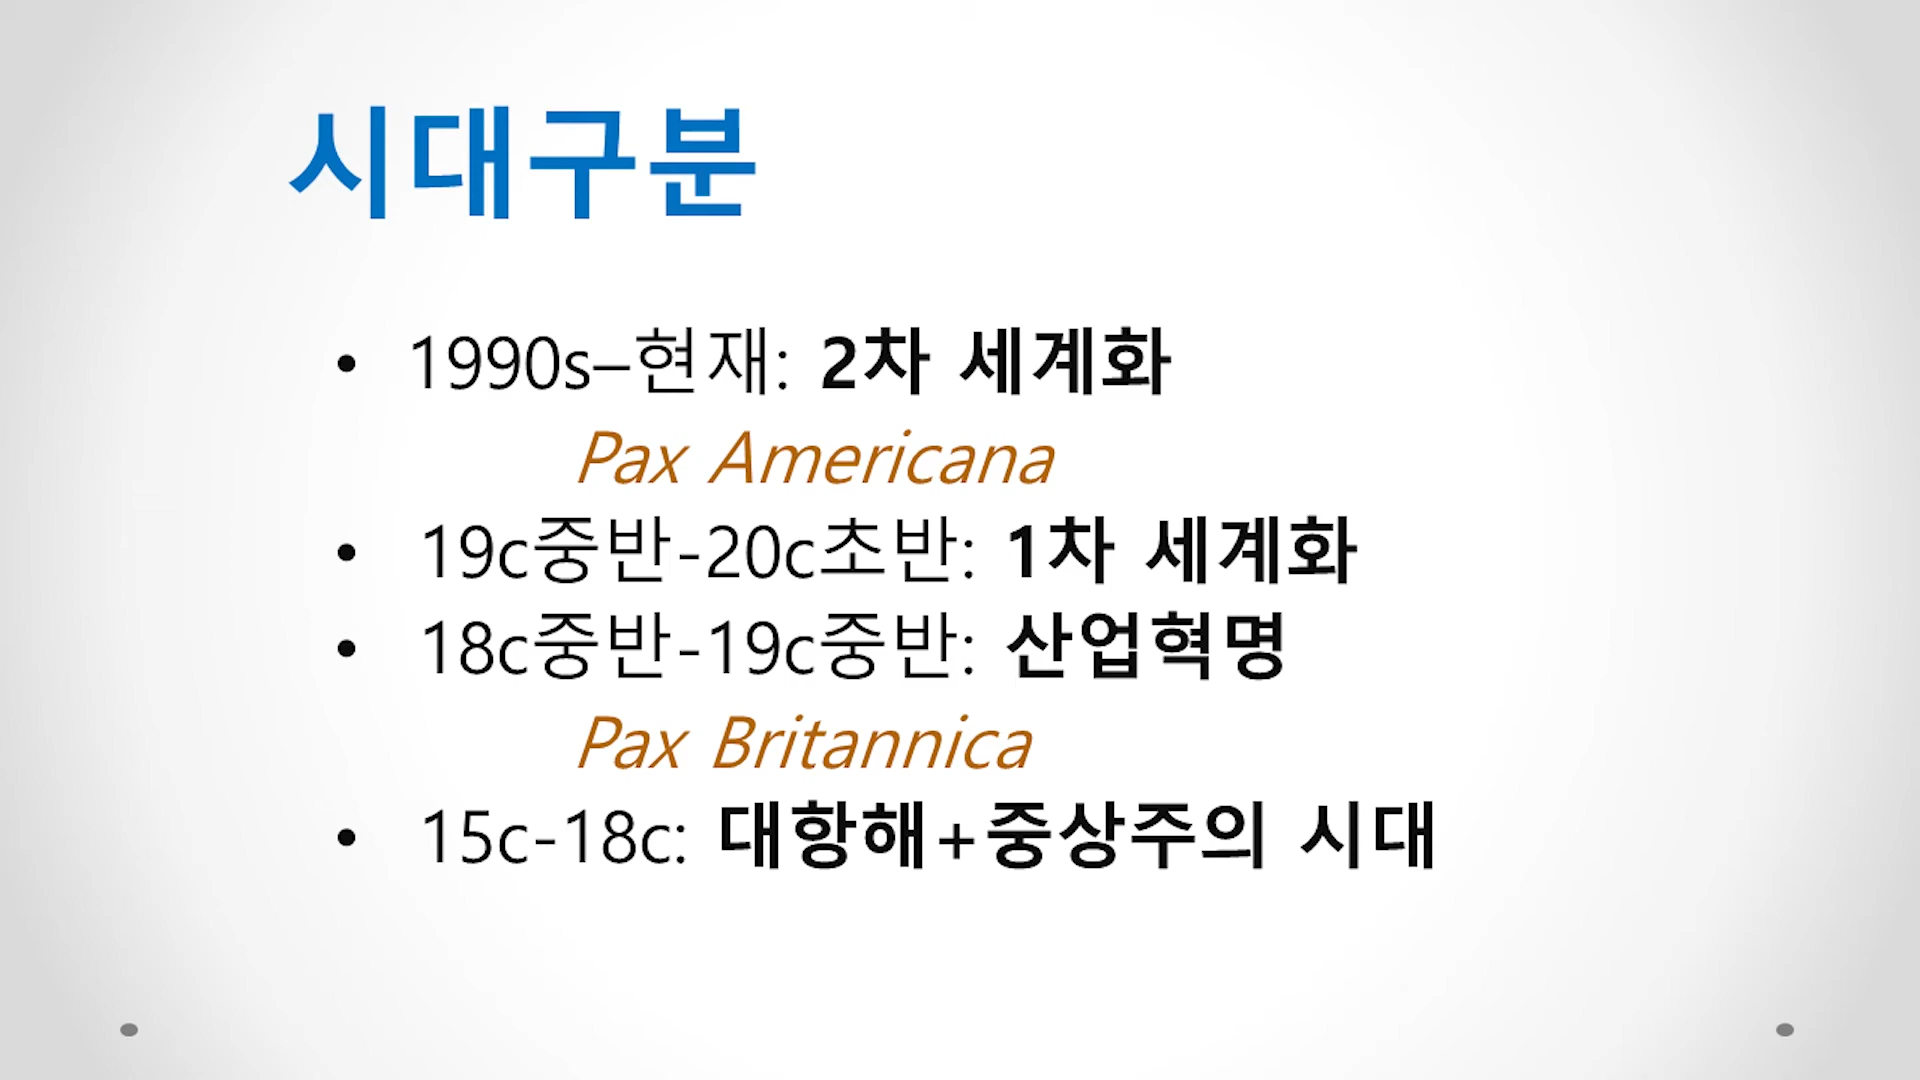 시대구분
• 1990s–현재: 2차 세계화
Pax Americana
• 19c중반-20c초반: 1차 세계화
• 18c중반-19c중반: 산업혁명
Pax Britannica
• 15c-18c: 대항해+중상주의 시대